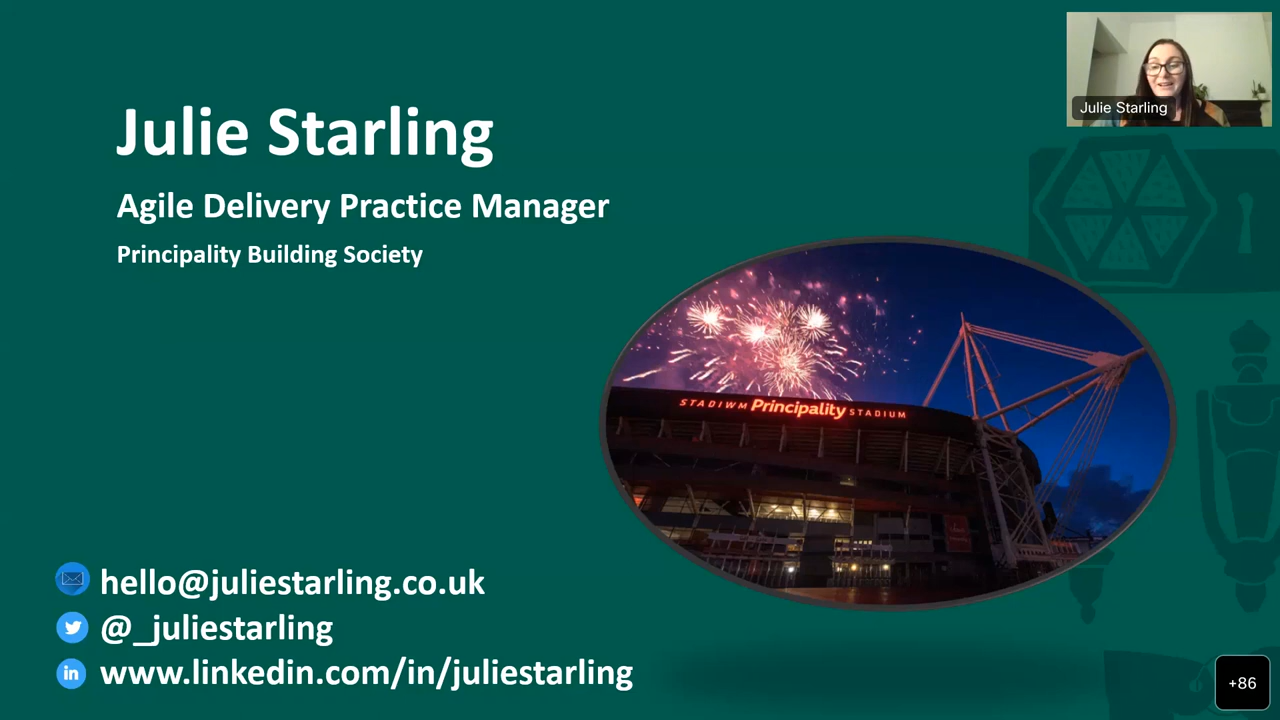 Julie Starling
Julie Starling
Agile Delivery Practice Manager
Principality Building Society
STADIWM Principality STADIUM
hello@juliestarling.co.uk
@_juliestarling
in www.linkedin.com/in/juliestarling
+86